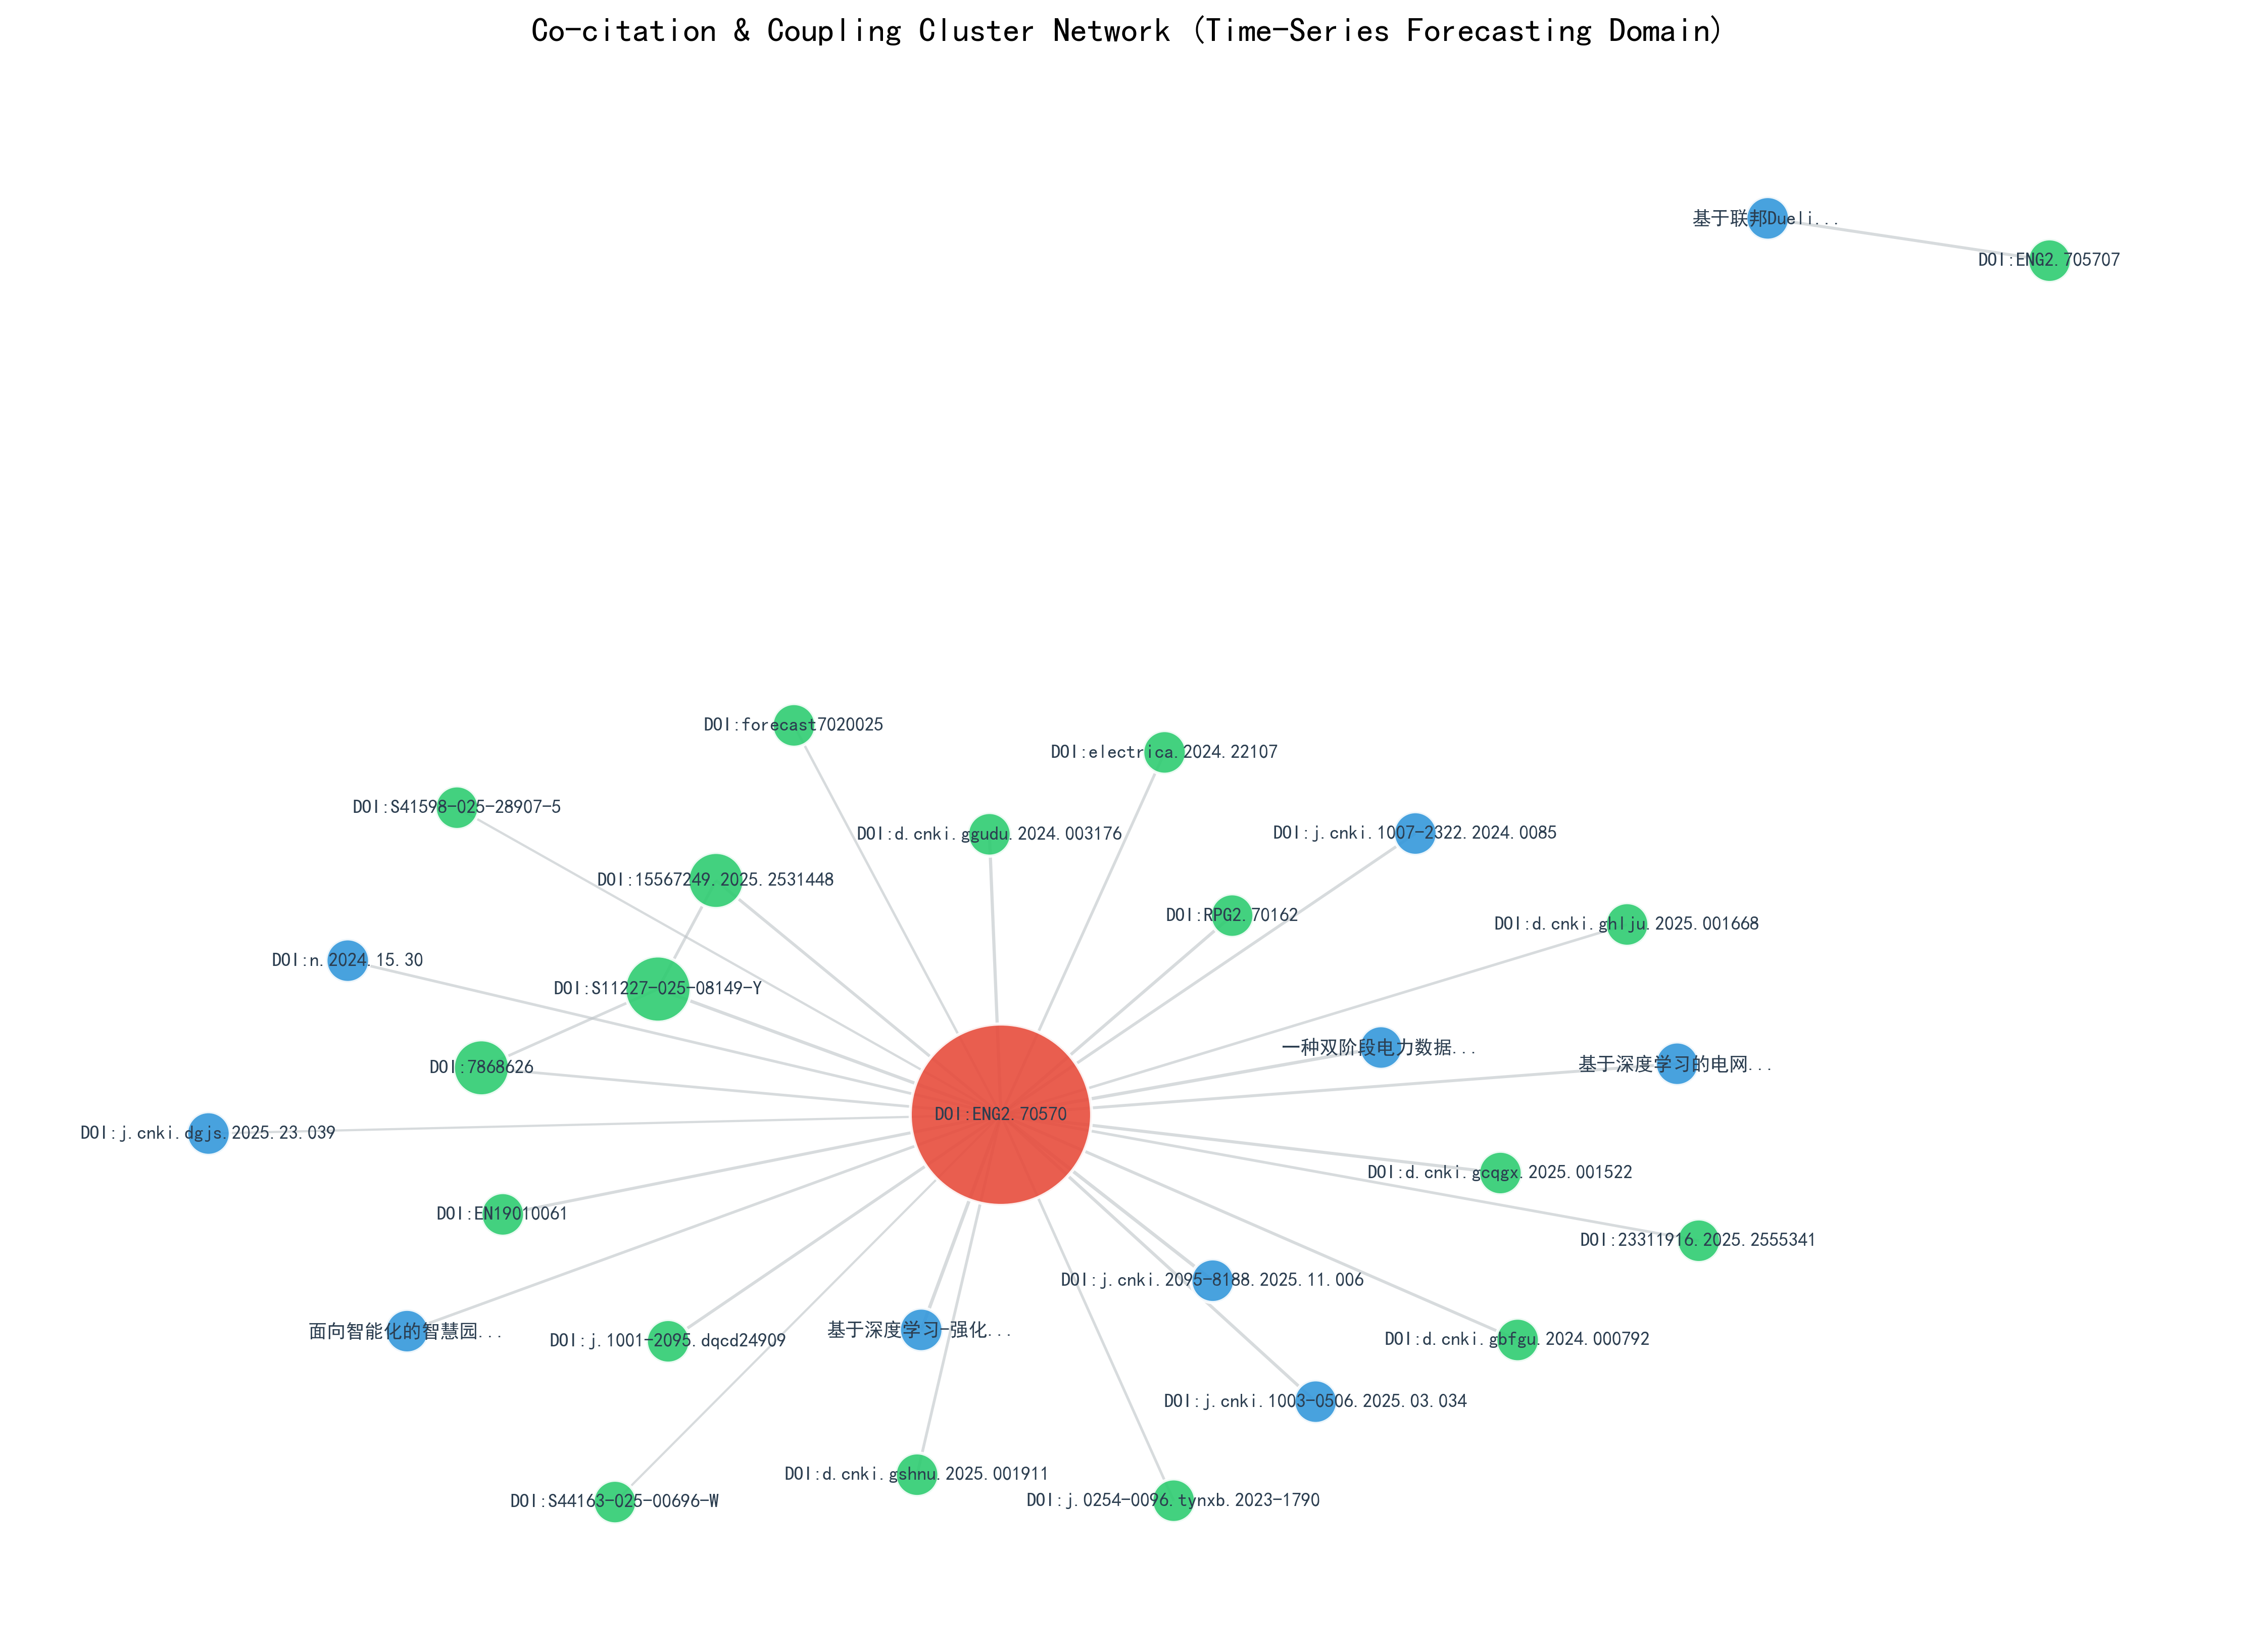 Co-citation & Coupling Cluster Network (Time-Series Forecasting Domain)
基于联邦Dueli...
DOI:ENG2.705707
DOI:forecast7020025
DOI:electrica.2024.22107
DOI:S41598-025-28907-5
DOI:d.cnki.ggudu.2024.003176
DOI:j.cnki.1007-2322.2024.0085
DOI:15567249.2025.2531448
DOI:RPG2.70162
DOI:d.cnki.ghlju.2025.001668
DOI:n.2024.15.30
DOI:S11227-025-08149-Y
一种双阶段电力数据...
基于深度学习的电网...
DOI:7868626
DOI:ENG2.70570
DOI:j.cnki.dgjs.2025.23.039
DOI:d.cnki.gcqgx.2025.001522
DOI:EN19010061
DOI:23311916.2025.2555341
DOI:j.cnki.2095-8188.2025.11.006
面向智能化的智慧园...
DOI:j.1001-2095.dqcd24909
基于深度学习-强化...
DOI:d.cnki.gbfgu.2024.000792
DOI:j.cnki.1003-0506.2025.03.034
DOI:d.cnki.gshnu.2025.001911
DOI:S44163-025-00696-W
DOI:j.0254-0096.tynxb.2023-1790